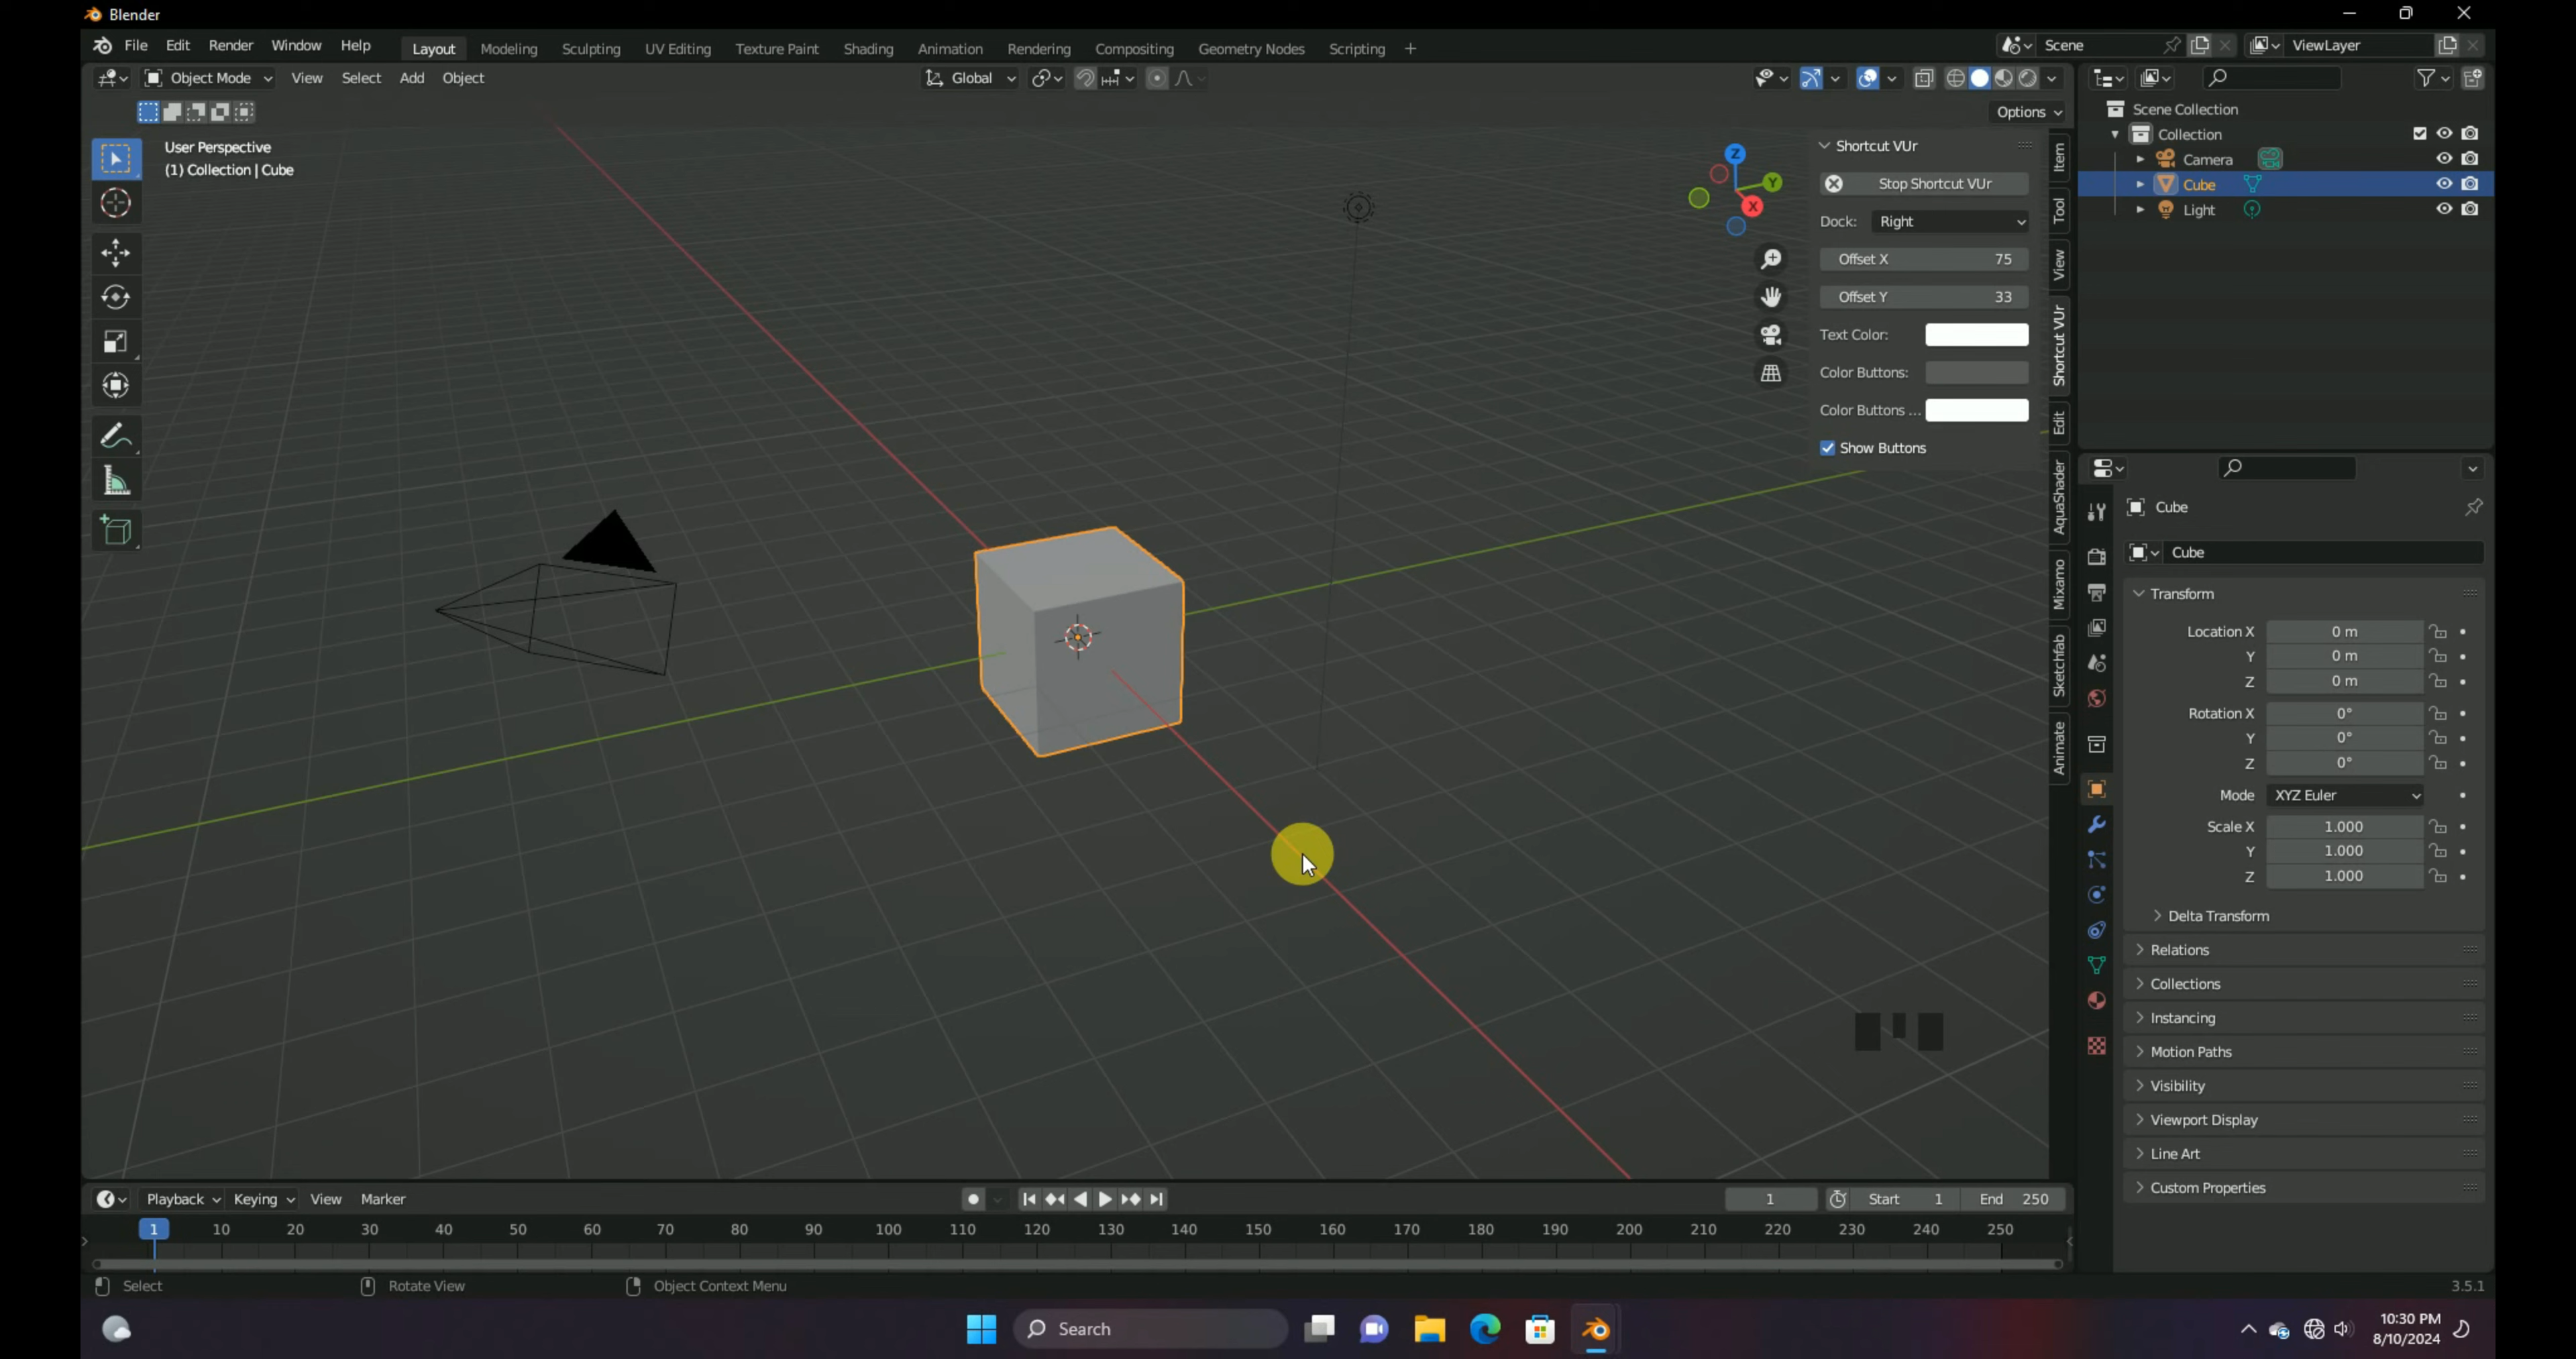 Blender
File Edit Render Window Help Layout Modeling Sculpting UV Editing Texture Paint Shading Animation Rendering Compositing Geometry Nodes Scripting + Scene ViewLayer
Object Mode View Select Add Object Global
Options
User Perspective
(1) Collection | Cube
Z
Y
X
Shortcut VUr
Stop Shortcut VUr
Dock: Right
Offset X 75
Offset Y 33
Text Color:
Color Buttons:
Color Buttons ...
Show Buttons
Item
Tool
View
Shortcut VUr
Edit
AquaShader
Mixamo
Sketchfab
Animate
Scene Collection
Collection
Camera
Cube
Light
Cube
Cube
Transform
Location X 0 m
Y 0 m
Z 0 m
Rotation X 0°
Y 0°
Z 0°
Mode XYZ Euler
Scale X 1.000
Y 1.000
Z 1.000
Delta Transform
Relations
Collections
Instancing
Motion Paths
Visibility
Viewport Display
Line Art
Custom Properties
Playback Keying View Marker 1 Start 1 End 250
1 10 20 30 40 50 60 70 80 90 100 110 120 130 140 150 160 170 180 190 200 210 220 230 240 250
Select Rotate View Object Context Menu 3.5.1
Search
10:30 PM
8/10/2024